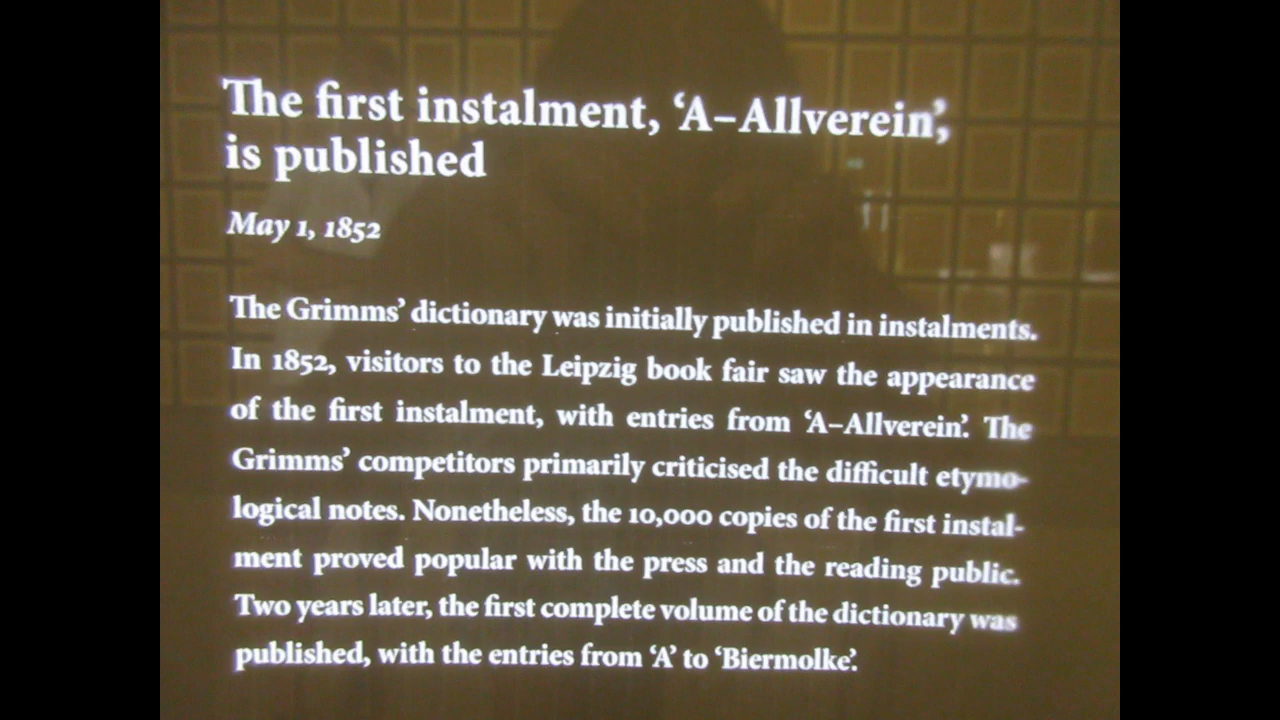 The first instalment, ‘A–Allverein’,
is published
May 1, 1852
The Grimms’ dictionary was initially published in instalments.
In 1852, visitors to the Leipzig book fair saw the appearance
of the first instalment, with entries from ‘A–Allverein’. The
Grimms’ competitors primarily criticised the difficult etymo-
logical notes. Nonetheless, the 10,000 copies of the first instal-
ment proved popular with the press and the reading public.
Two years later, the first complete volume of the dictionary was
published, with the entries from ‘A’ to ‘Biermolke’.